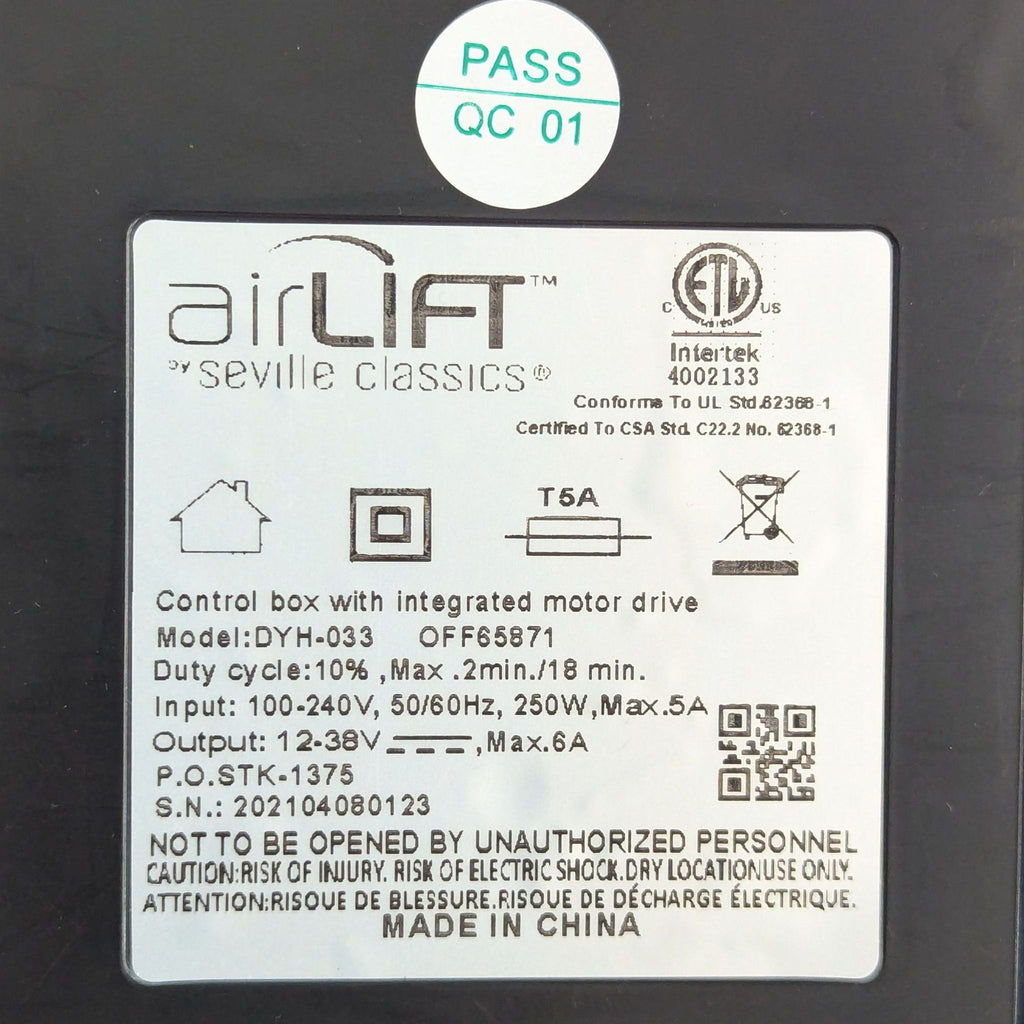 PASS
QC 01
airLIFT™
by seville classics®
ETL
C US
LISTED
Intertek
4002133
Conforms To UL Std.62368-1
Certified To CSA Std. C22.2 No. 62368-1
T5A
Control box with integrated motor drive
Model:DYH-033 OFF65871
Duty cycle:10% ,Max .2min./18 min.
Input: 100-240V, 50/60Hz, 250W,Max.5A
Output: 12-38V ⎓,Max.6A
P.O.STK-1375
S.N.: 202104080123
NOT TO BE OPENED BY UNAUTHORIZED PERSONNEL
CAUTION:RISK OF INJURY. RISK OF ELECTRIC SHOCK.DRY LOCATIONUSE ONLY.
ATTENTION:RISOUE DE BLESSURE.RISOUE DE DÉCHARGE ÉLECTRIQUE.
MADE IN CHINA